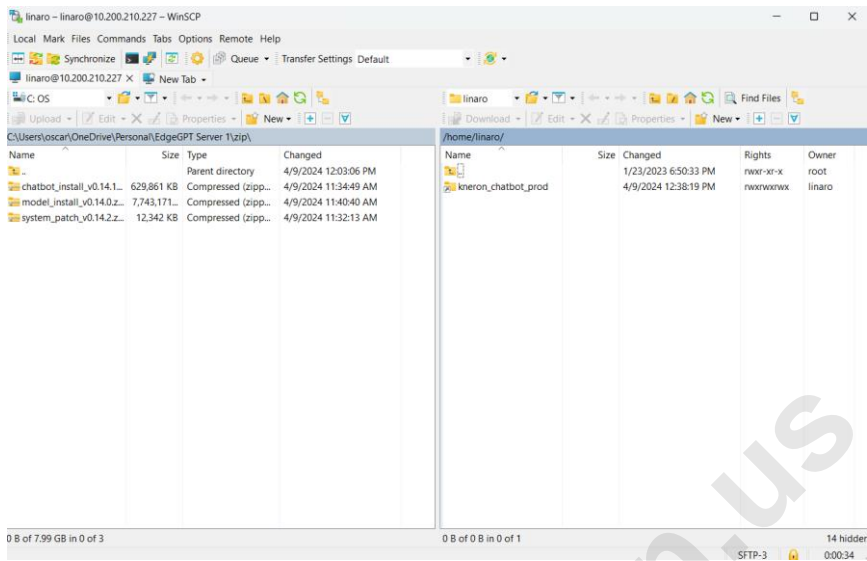 linaro – linaro@10.200.210.227 – WinSCP
Local Mark Files Commands Tabs Options Remote Help
Synchronize Queue Transfer Settings Default
linaro@10.200.210.227 × New Tab
C: OS linaro Find Files
Upload Edit Properties New Download Edit Properties New
C:\Users\oscar\OneDrive\Personal\EdgeGPT Server 1\zip\ /home/linaro/
Name Size Type Changed Name Size Changed Rights Owner
.. Parent directory 4/9/2024 12:03:06 PM .. 1/23/2023 6:50:33 PM rwxr-xr-x root
chatbot_install_v0.14.1... 629,861 KB Compressed (zipp... 4/9/2024 11:34:49 AM kneron_chatbot_prod 4/9/2024 12:38:19 PM rwxrwxrwx linaro
model_install_v0.14.0.z... 7,743,171... Compressed (zipp... 4/9/2024 11:40:40 AM
system_patch_v0.14.2.z... 12,342 KB Compressed (zipp... 4/9/2024 11:32:13 AM
0 B of 7.99 GB in 0 of 3 0 B of 0 B in 0 of 1 14 hidden
SFTP-3 0:00:34